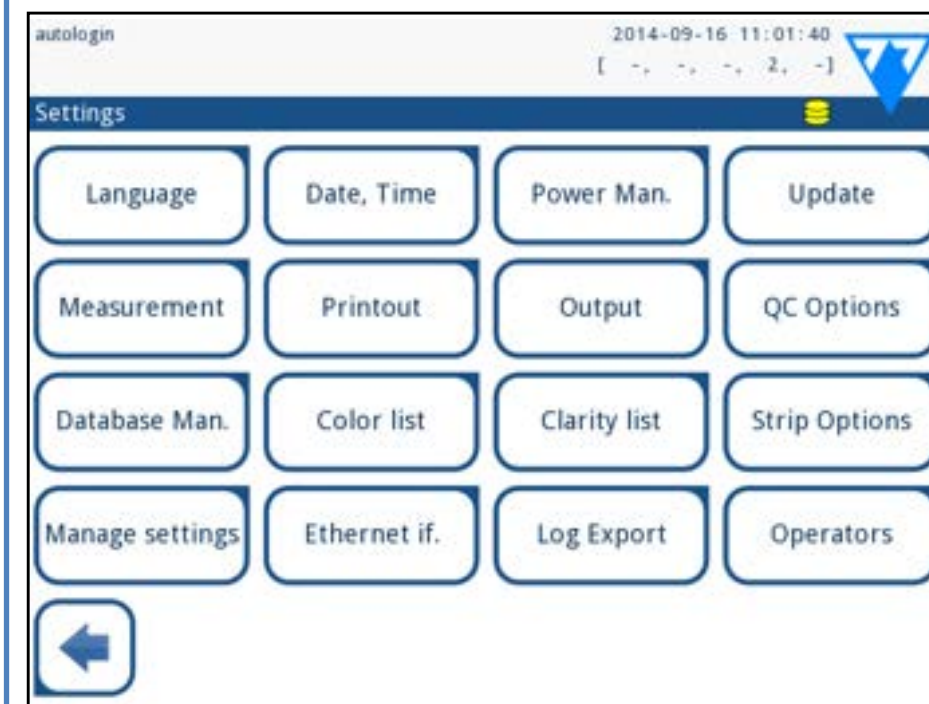 autologin 2014-09-16 11:01:40
[ -, -, -, 2, -]
Settings
Language Date, Time Power Man. Update
Measurement Printout Output QC Options
Database Man. Color list Clarity list Strip Options
Manage settings Ethernet if. Log Export Operators